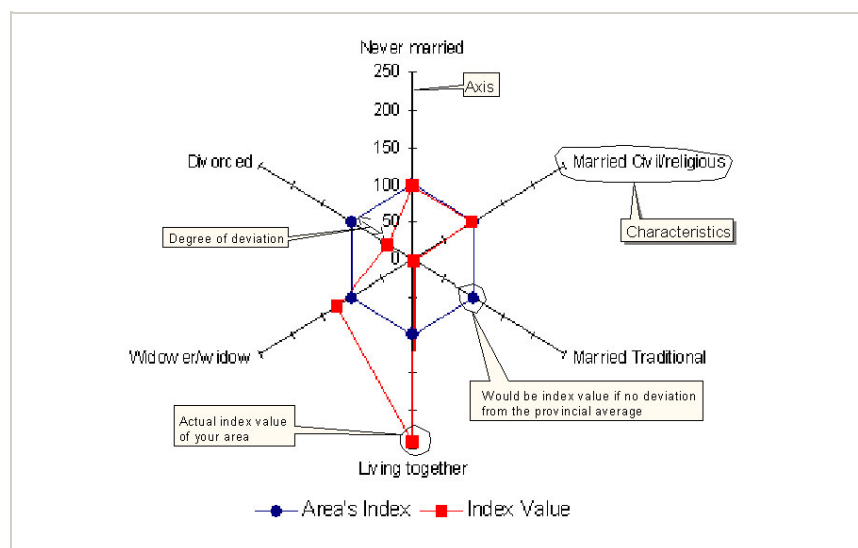 Never married
250
Axis
200
150
Divorced
Married Civil/religious
100
Characteristics
50
Degree of deviation
0
Widower/widow
Married Traditional
Would be index value if no deviation
from the provincial average
Actual index value
of your area
Living together
Area's Index
Index Value